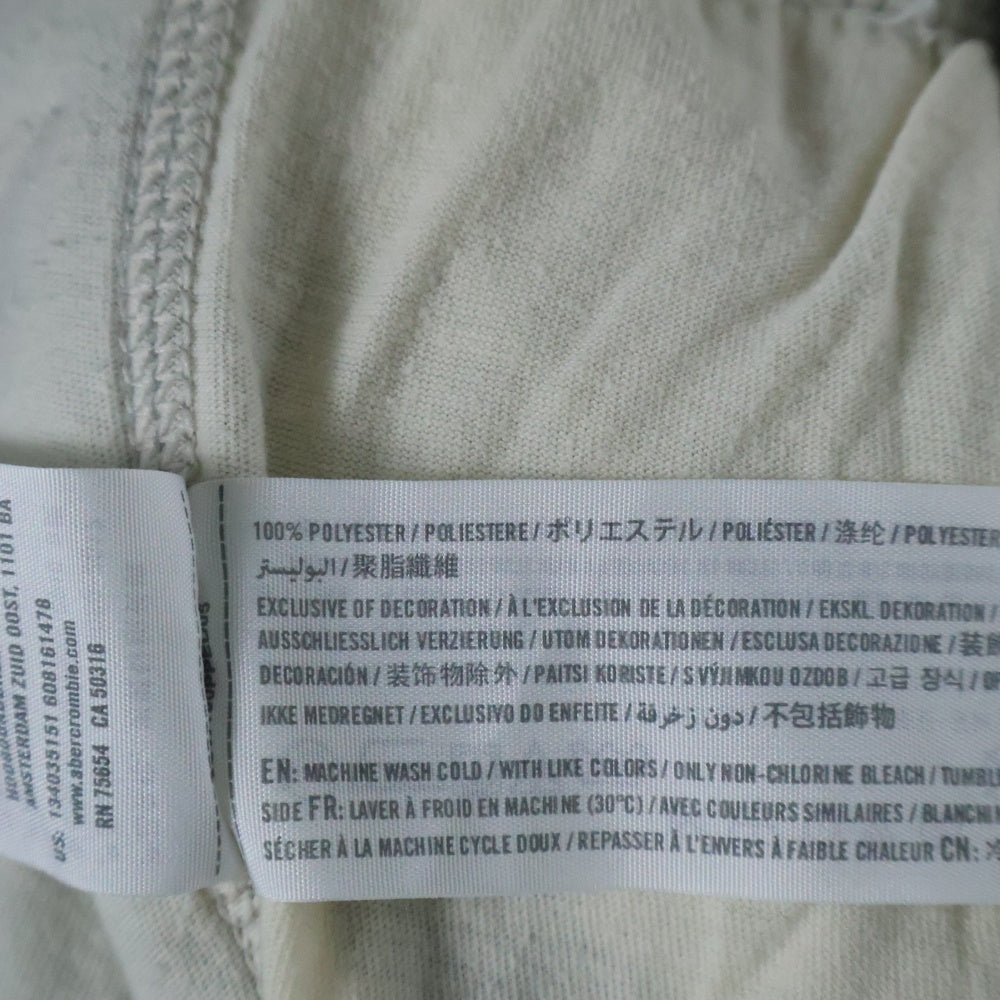 1101 BA
AMSTERDAM ZUID OOST,
US: 134035151 608161478
www.abercrombie.com
RN 75654 CA 50316
100% POLYESTER / POLIESTERE / ポリエステル / POLIÉSTER / 涤纶 / POLYESTER
البوليستر / 聚脂纖維
EXCLUSIVE OF DECORATION / À L'EXCLUSION DE LA DÉCORATION / EKSKL. DEKORATION /
AUSSCHLIESSLICH VERZIERUNG / UTOM DEKORATIONEN / ESCLUSA DECORAZIONE /
DECORACIÓN / 装饰物除外 / PAITSI KORISTE / S VÝJIMKOU OZDOB / 고급 장식 /
IKKE MEDREGNET / EXCLUSIVO DO ENFEITE / دون زخرفة / 不包括飾物
EN: MACHINE WASH COLD / WITH LIKE COLORS / ONLY NON-CHLORINE BLEACH / TUMBLE
SIDE FR: LAVER À FROID EN MACHINE (30°C) / AVEC COULEURS SIMILAIRES /
SÉCHER À LA MACHINE CYCLE DOUX / REPASSER À L'ENVERS À FAIBLE CHALEUR CN: